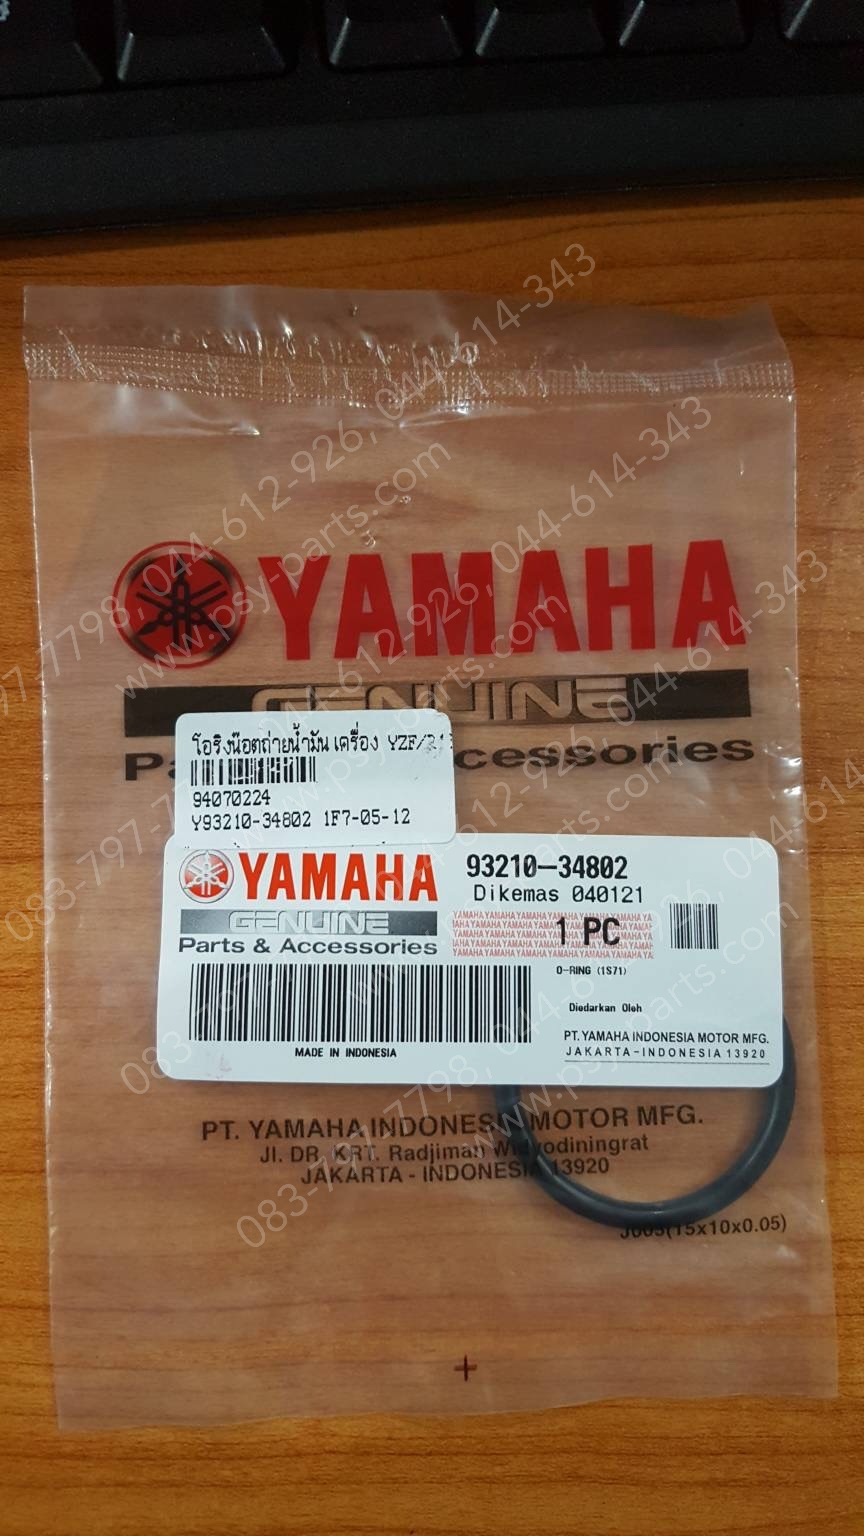 YAMAHA
GENUINE
Accessories
โอริงน๊อตถ่ายน้ำมันเครื่อง YZF/R15
94070224
Y93210-34802 1F7-05-12
YAMAHA
GENUINE
Parts & Accessories
93210-34802
Dikemas 040121
1 PC
O-RING (1S71)
Diedarkan Oleh
PT. YAMAHA INDONESIA MOTOR MFG.
JAKARTA-INDONESIA 13920
MADE IN INDONESIA
PT. YAMAHA INDONESIA MOTOR MFG.
Jl. DR. KRT. Radjiman Widyodiningrat
JAKARTA - INDONESIA 13920
J005(15x10x0.05)
083-797-7798, 044-612-926, 044-614-343
www.psy-parts.com